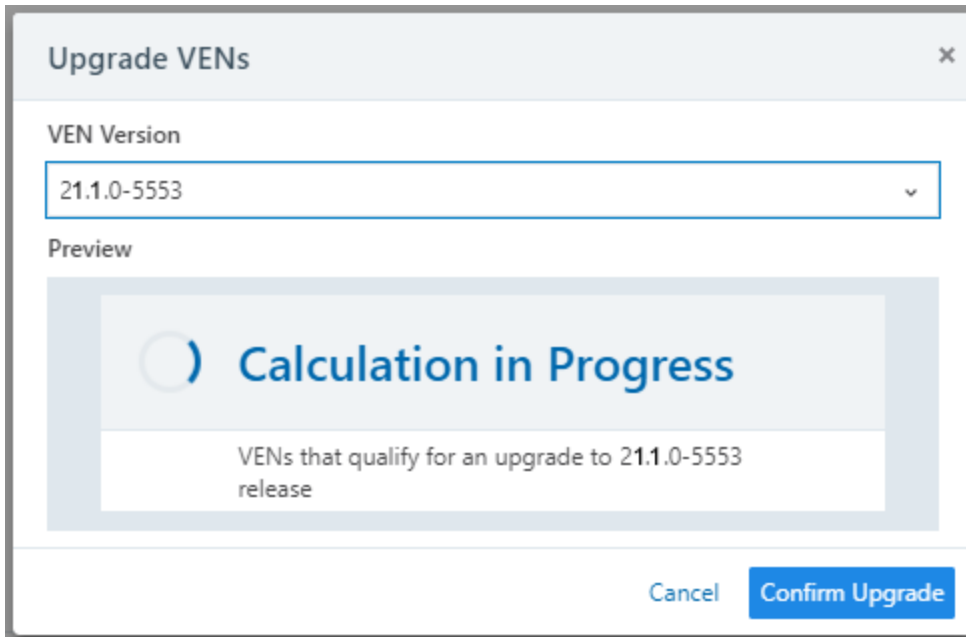 Upgrade VENs
VEN Version
21.1.0-5553
Preview
Calculation in Progress
VENs that qualify for an upgrade to 21.1.0-5553
release
Cancel
Confirm Upgrade